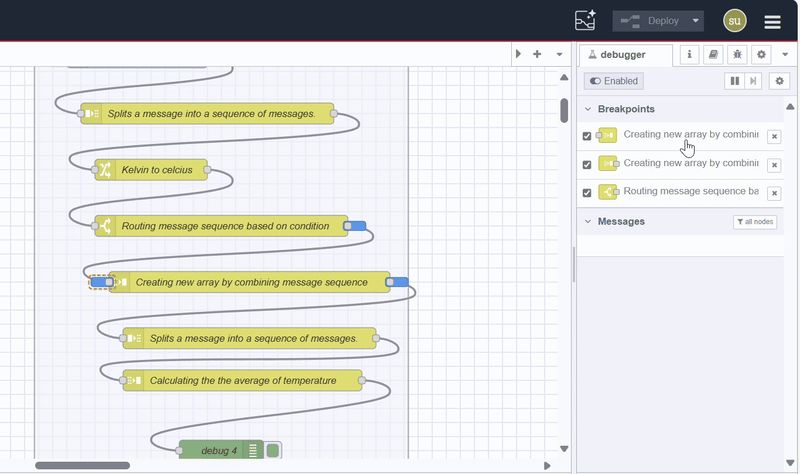 Deploy
su
debugger
i
Enabled
Breakpoints
Creating new array by combini
Creating new array by combini
Routing message sequence ba
Messages
all nodes
Splits a message into a sequence of messages.
Kelvin to celcius
Routing message sequence based on condition
Creating new array by combining message sequence
Splits a message into a sequence of messages.
Calculating the the average of temperature
debug 4